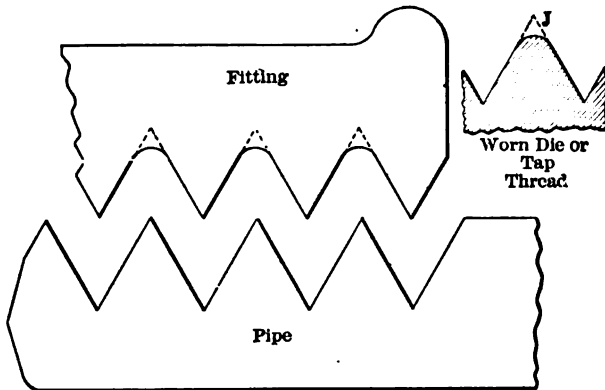 Fitting
J
Worn Die or
Tap
Thread
Pipe